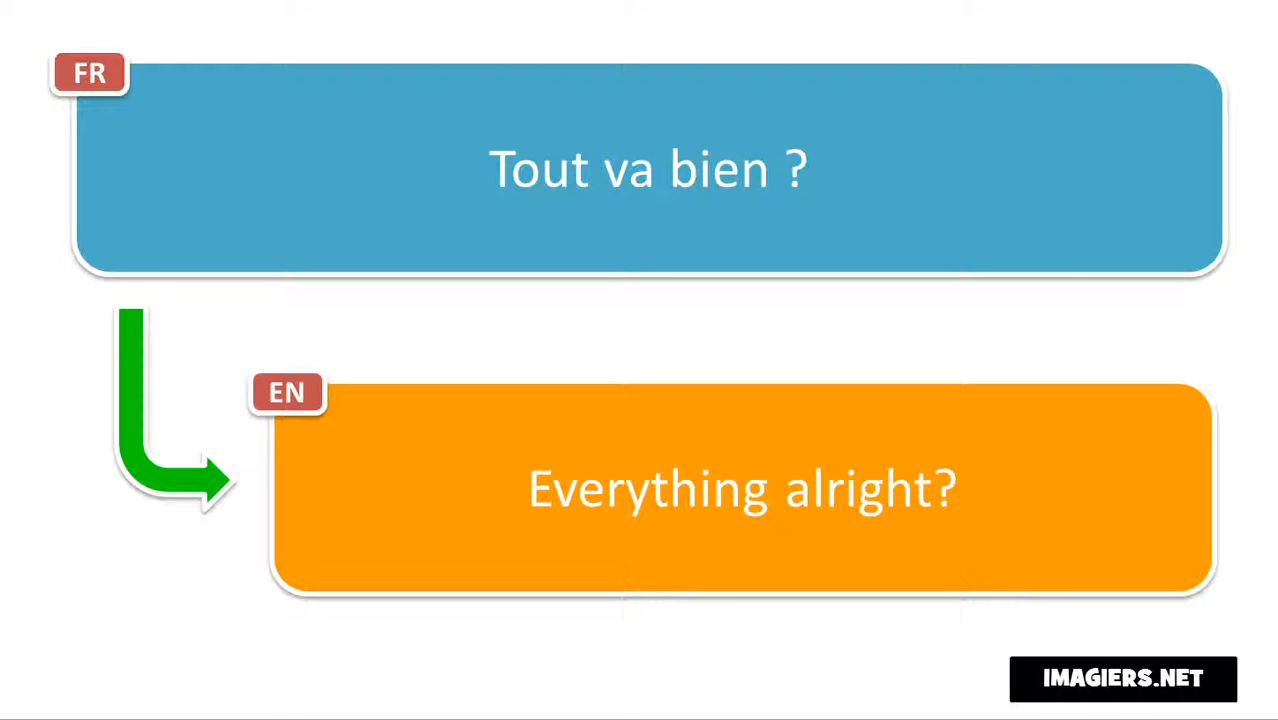 FR
Tout va bien ?
EN
Everything alright?
IMAGIERS.NET